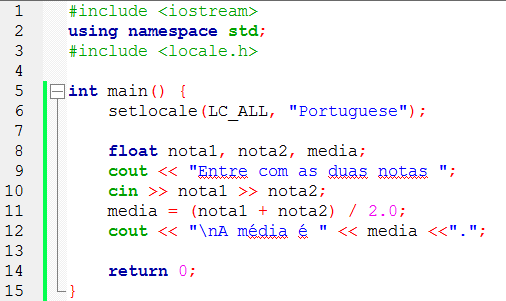 1 #include <iostream>
2 using namespace std;
3 #include <locale.h>
4
5 int main() {
6 setlocale(LC_ALL, "Portuguese");
7
8 float nota1, nota2, media;
9 cout << "Entre com as duas notas ";
10 cin >> nota1 >> nota2;
11 media = (nota1 + nota2) / 2.0;
12 cout << "\nA média é " << media <<".";
13
14 return 0;
15 }